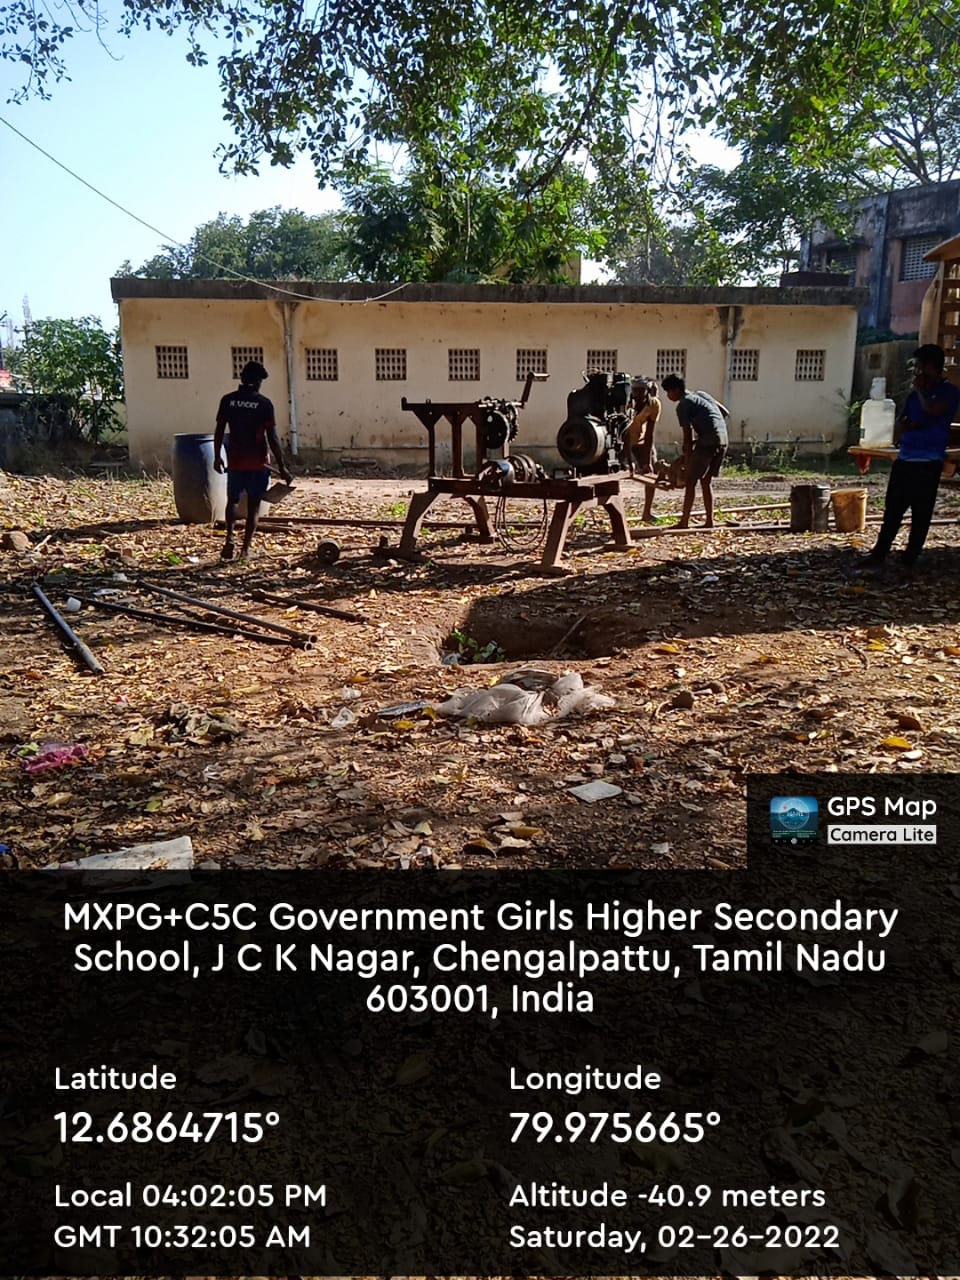 GPS Map
Camera Lite
MXPG+C5C Government Girls Higher Secondary
School, J C K Nagar, Chengalpattu, Tamil Nadu
603001, India
Latitude
12.6864715°
Longitude
79.975665°
Local 04:02:05 PM
GMT 10:32:05 AM
Altitude -40.9 meters
Saturday, 02-26-2022